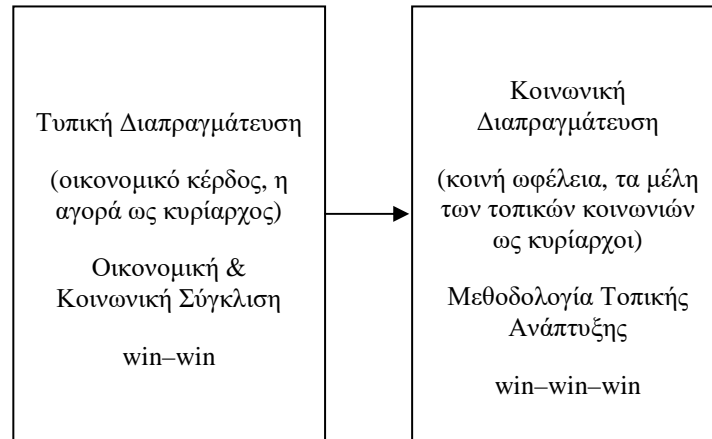 Τυπική Διαπραγμάτευση
(οικονομικό κέρδος, η
αγορά ως κυρίαρχος)
Οικονομική &
Κοινωνική Σύγκλιση
win–win
Κοινωνική
Διαπραγμάτευση
(κοινή ωφέλεια, τα μέλη
των τοπικών κοινωνιών
ως κυρίαρχοι)
Μεθοδολογία Τοπικής
Ανάπτυξης
win–win–win